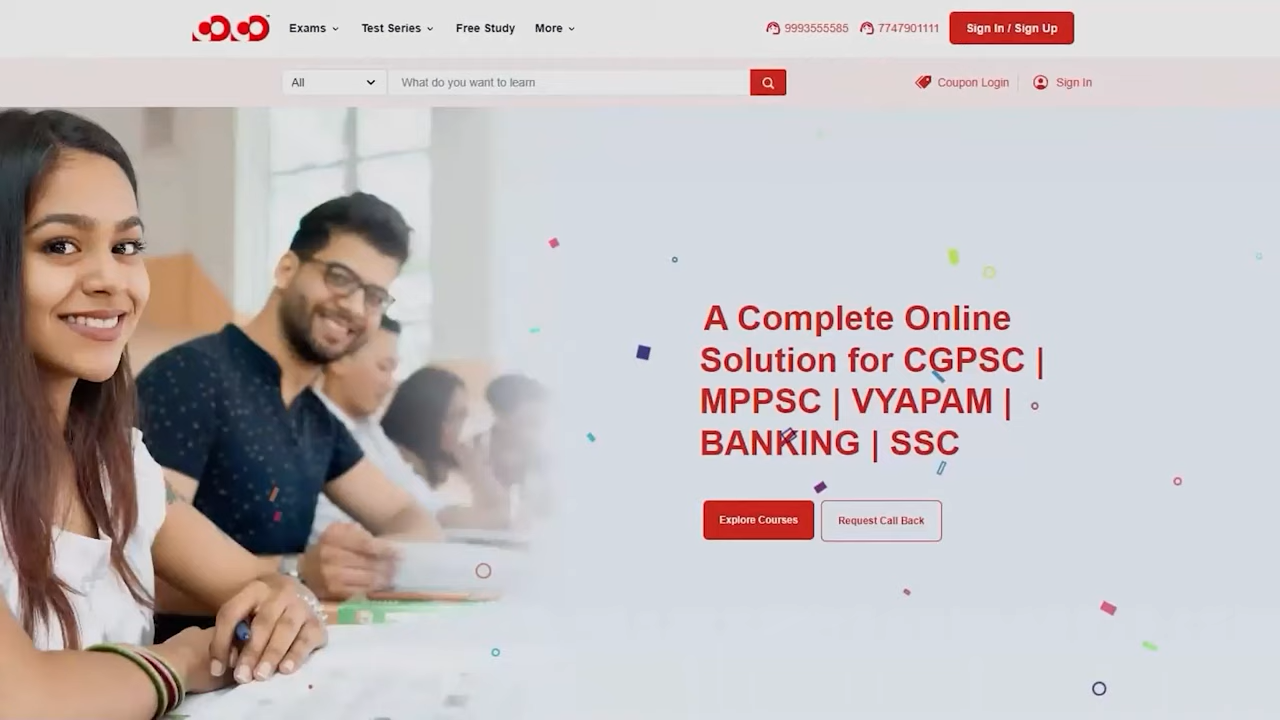 Exams
Test Series
Free Study
More
9993555585
7747901111
Sign In / Sign Up
All
What do you want to learn
Coupon Login
Sign In
A Complete Online
Solution for CGPSC |
MPPSC | VYAPAM |
BANKING | SSC
Explore Courses
Request Call Back